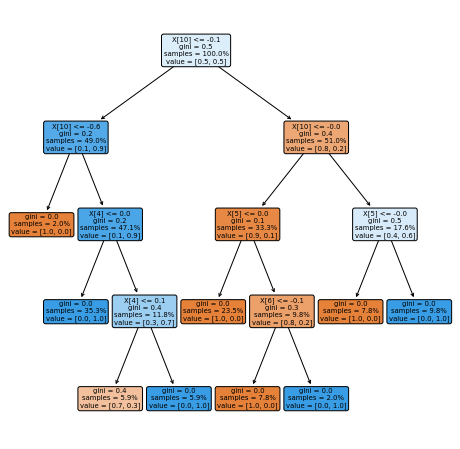 X[10] <= -0.1
gini = 0.5
samples = 100.0%
value = [0.5, 0.5]
X[10] <= -0.6
gini = 0.2
samples = 49.0%
value = [0.1, 0.9]
X[10] <= -0.0
gini = 0.4
samples = 51.0%
value = [0.8, 0.2]
gini = 0.0
samples = 2.0%
value = [1.0, 0.0]
X[4] <= 0.0
gini = 0.2
samples = 47.1%
value = [0.1, 0.9]
X[5] <= 0.0
gini = 0.1
samples = 33.3%
value = [0.9, 0.1]
X[5] <= -0.0
gini = 0.5
samples = 17.6%
value = [0.4, 0.6]
gini = 0.0
samples = 35.3%
value = [0.0, 1.0]
X[4] <= 0.1
gini = 0.4
samples = 11.8%
value = [0.3, 0.7]
gini = 0.0
samples = 23.5%
value = [1.0, 0.0]
X[6] <= -0.1
gini = 0.3
samples = 9.8%
value = [0.8, 0.2]
gini = 0.0
samples = 7.8%
value = [1.0, 0.0]
gini = 0.0
samples = 9.8%
value = [0.0, 1.0]
gini = 0.4
samples = 5.9%
value = [0.7, 0.3]
gini = 0.0
samples = 5.9%
value = [0.0, 1.0]
gini = 0.0
samples = 7.8%
value = [1.0, 0.0]
gini = 0.0
samples = 2.0%
value = [0.0, 1.0]